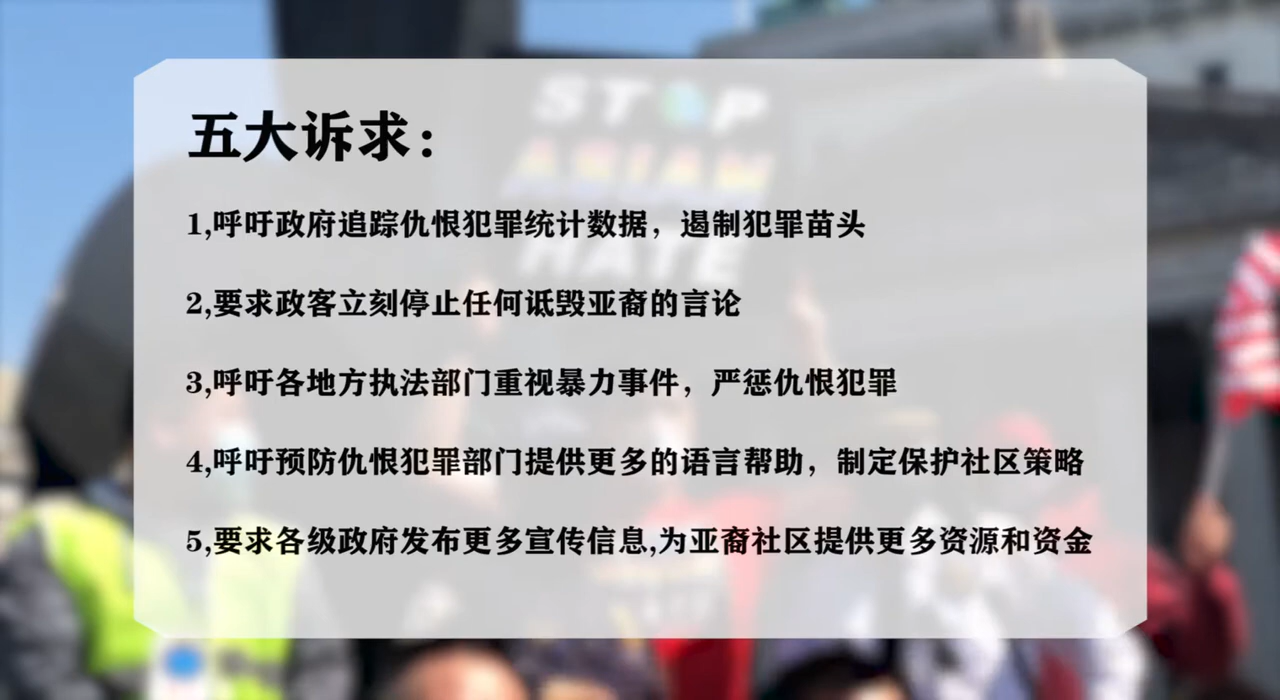 STOP
ASIAN
HATE
五大诉求：
1,呼吁政府追踪仇恨犯罪统计数据，遏制犯罪苗头
2,要求政客立刻停止任何诋毁亚裔的言论
3,呼吁各地方执法部门重视暴力事件，严惩仇恨犯罪
4,呼吁预防仇恨犯罪部门提供更多的语言帮助，制定保护社区策略
5,要求各级政府发布更多宣传信息,为亚裔社区提供更多资源和资金